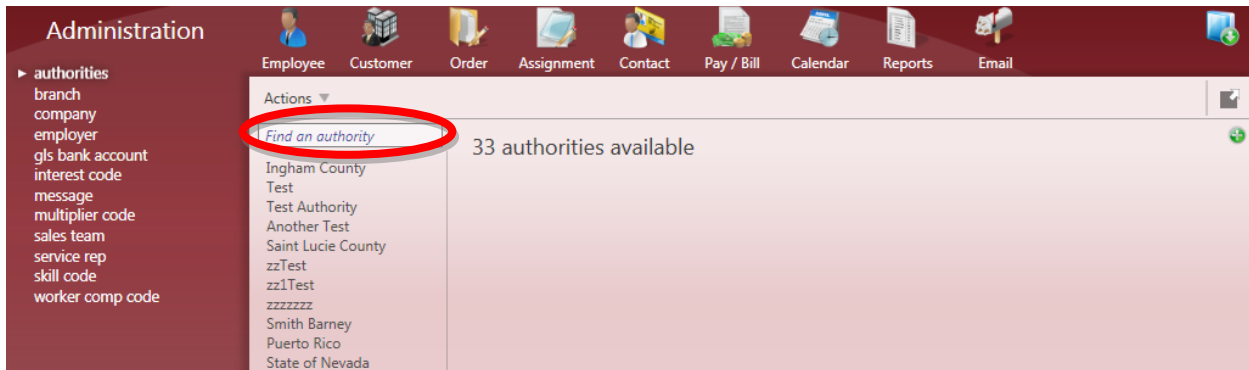 Administration
▶ authorities
branch
company
employer
gls bank account
interest code
message
multiplier code
sales team
service rep
skill code
worker comp code
Employee Customer Order Assignment Contact Pay / Bill Calendar Reports Email
Actions ▼
Find an authority
Ingham County
Test
Test Authority
Another Test
Saint Lucie County
zzTest
zz1Test
zzzzzzz
Smith Barney
Puerto Rico
State of Nevada
33 authorities available